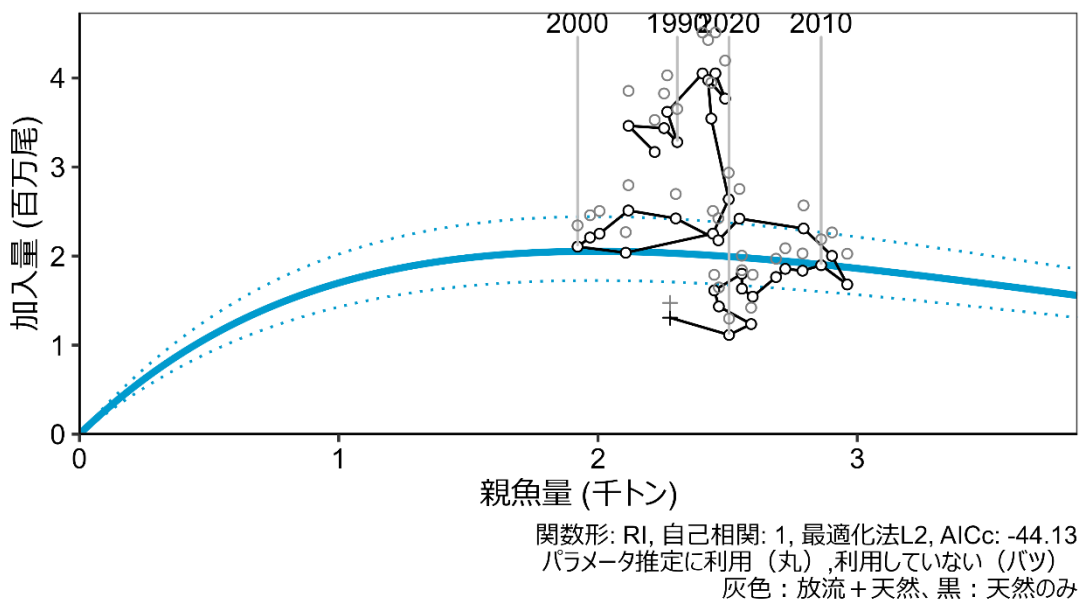 2000 1990 2020 2010
4
3
2
1
0
加入量 (百万尾)
0 1 2 3
親魚量 (千トン)
関数形: RI, 自己相関: 1, 最適化法L2, AICc: -44.13
パラメータ推定に利用（丸）,利用していない（バツ）
灰色：放流＋天然、黒：天然のみ